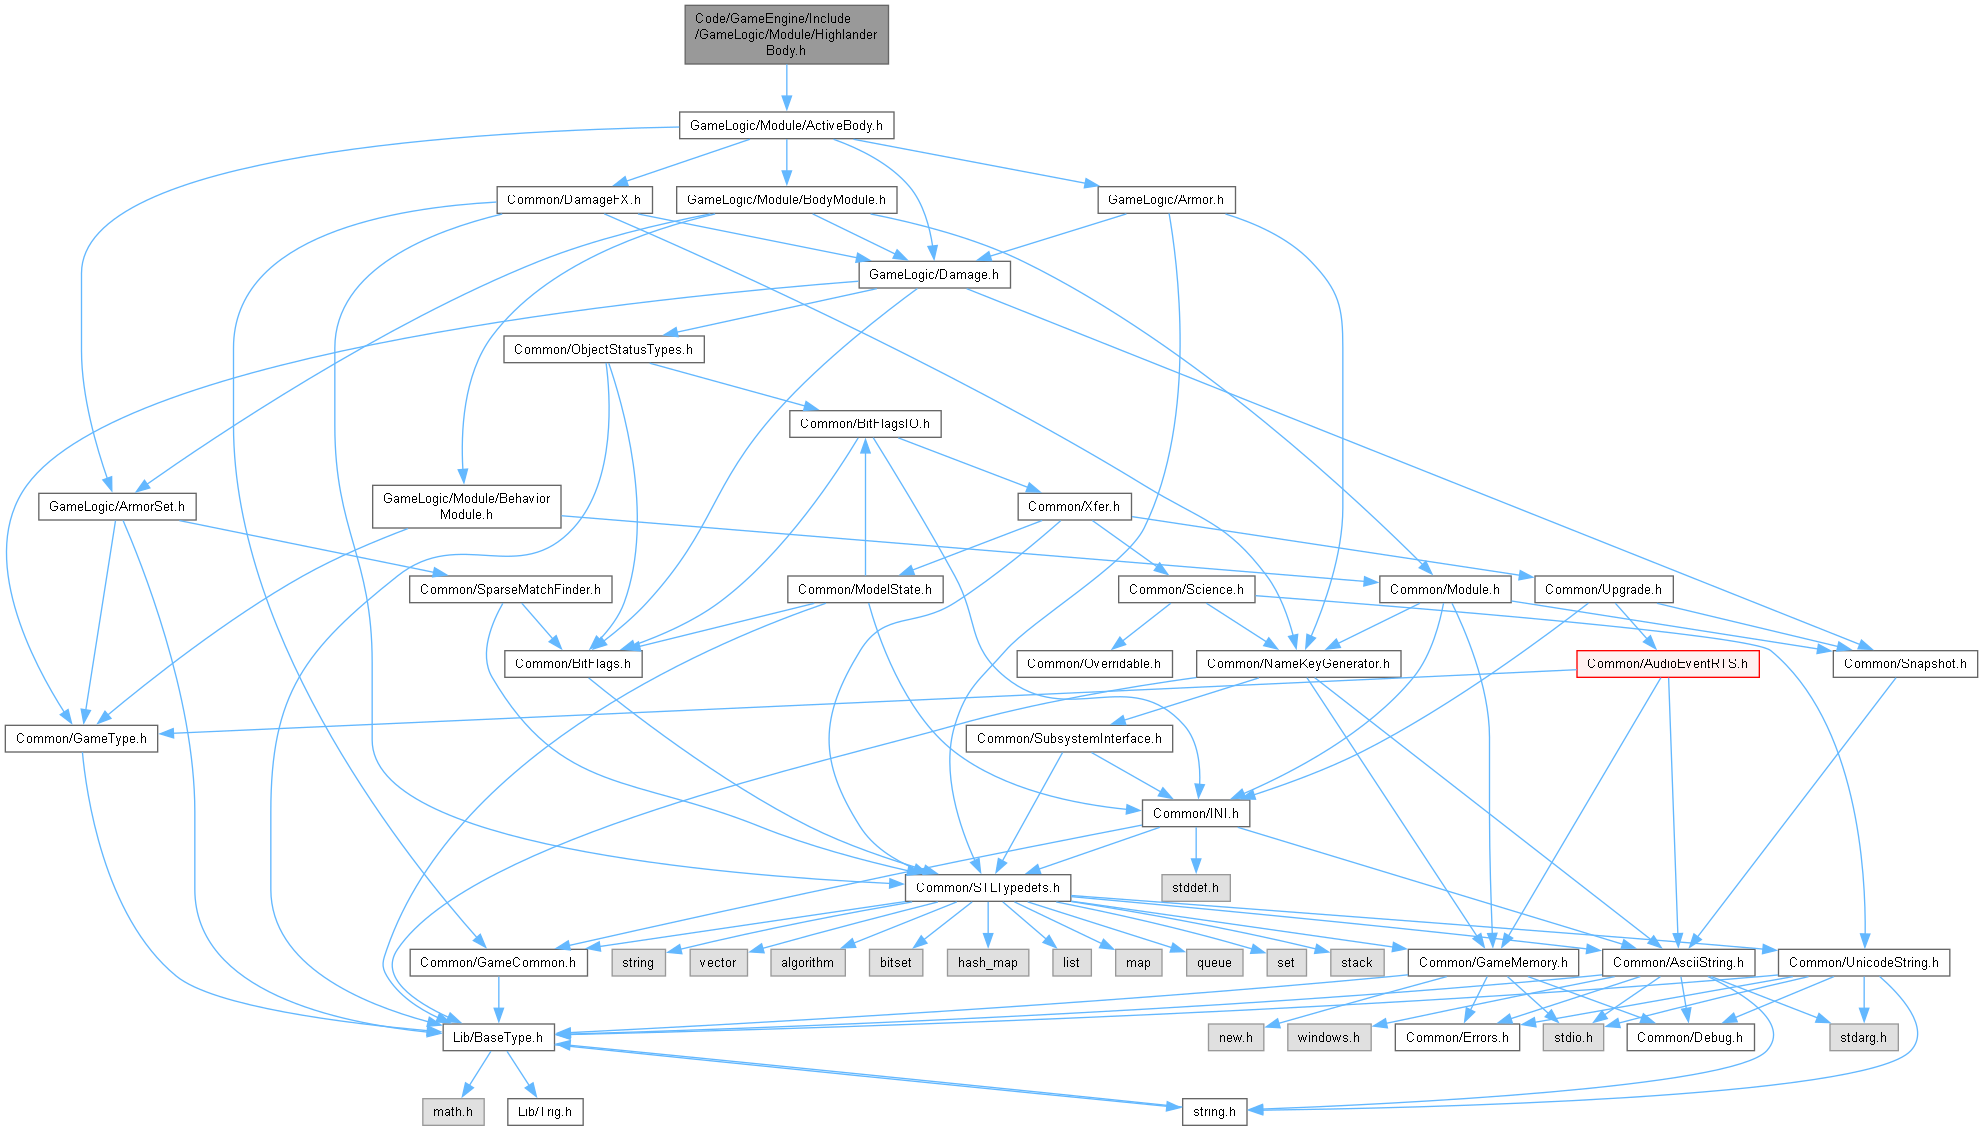 Code/GameEngine/Include
/GameLogic/Module/Highlander
Body.h
GameLogic/Module/ActiveBody.h
Common/DamageFX.h
GameLogic/Module/BodyModule.h
GameLogic/Armor.h
GameLogic/Damage.h
Common/ObjectStatusTypes.h
Common/BitFlagsIO.h
GameLogic/ArmorSet.h
GameLogic/Module/Behavior
Module.h
Common/Xfer.h
Common/SparseMatchFinder.h
Common/ModelState.h
Common/Science.h
Common/Module.h
Common/Upgrade.h
Common/BitFlags.h
Common/Overridable.h
Common/NameKeyGenerator.h
Common/AudioEventRTS.h
Common/Snapshot.h
Common/GameType.h
Common/SubsystemInterface.h
Common/INI.h
Common/STLTypedefs.h
stddef.h
Common/GameCommon.h
string
vector
algorithm
bitset
hash_map
list
map
queue
set
stack
Common/GameMemory.h
Common/AsciiString.h
Common/UnicodeString.h
Lib/BaseType.h
new.h
windows.h
Common/Errors.h
stdio.h
Common/Debug.h
stdarg.h
math.h
Lib/Trig.h
string.h